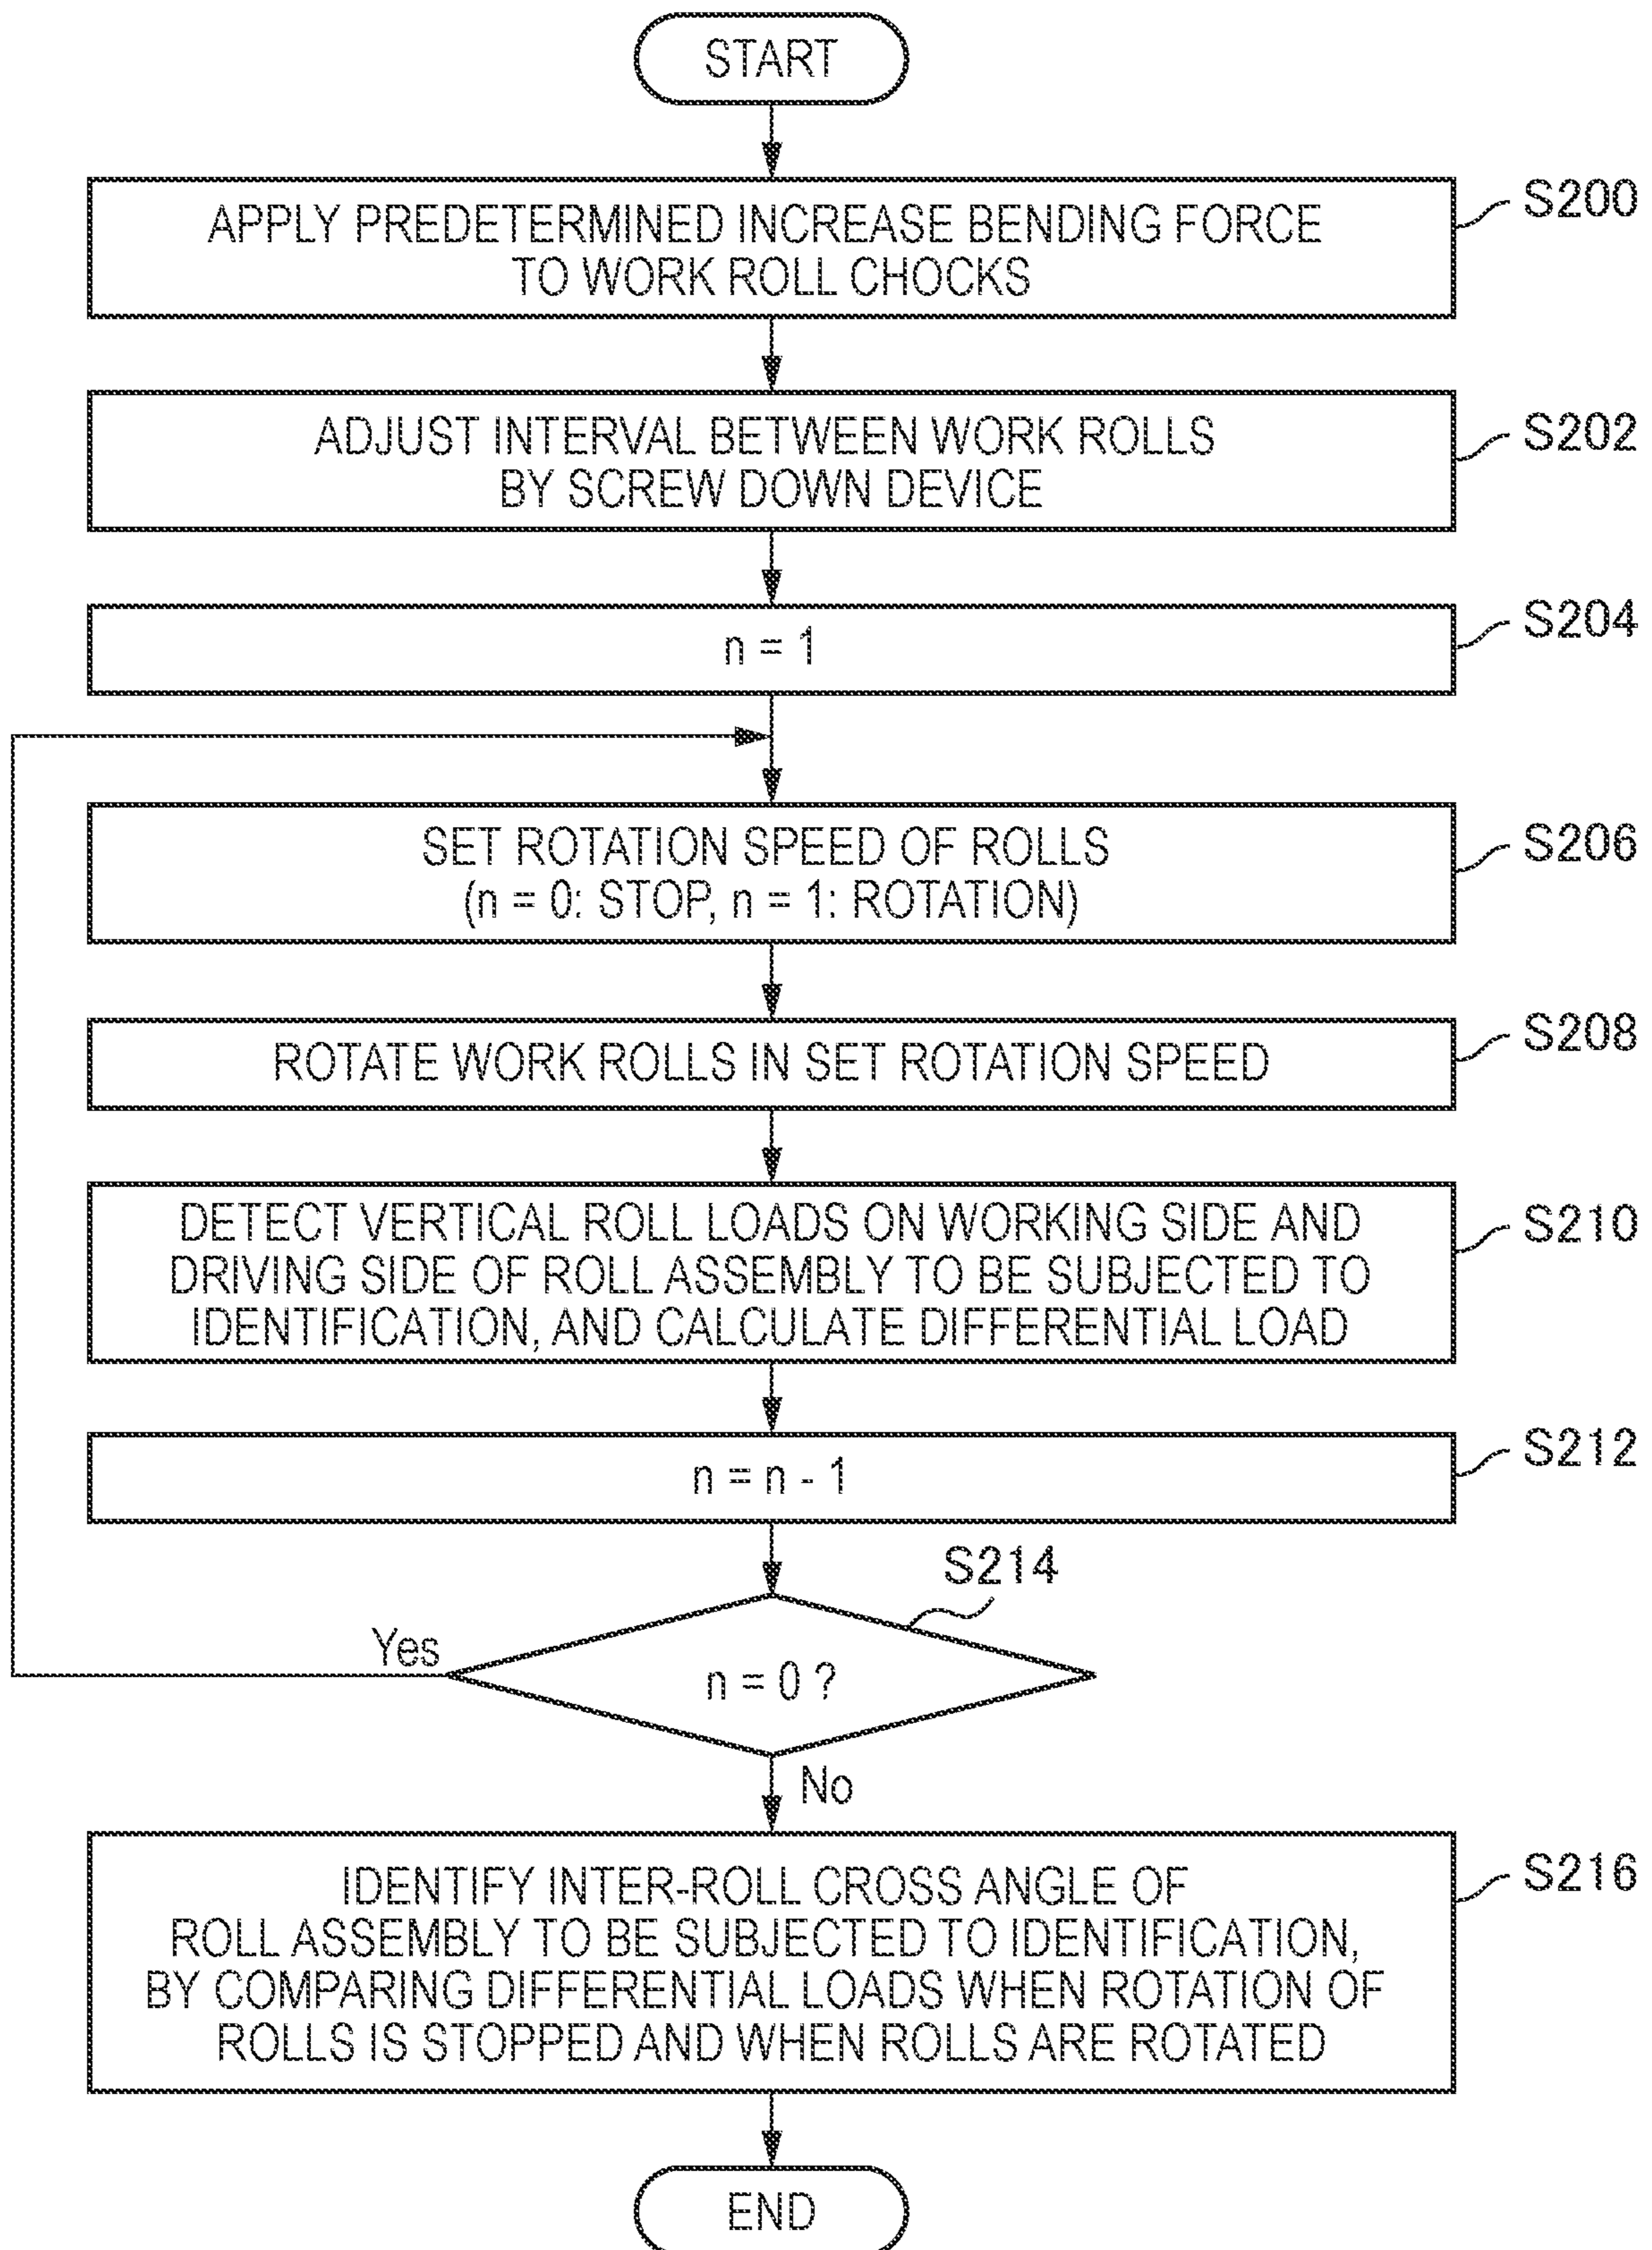 START
APPLY PREDETERMINED INCREASE BENDING FORCE
TO WORK ROLL CHOCKS
S200
ADJUST INTERVAL BETWEEN WORK ROLLS
BY SCREW DOWN DEVICE
S202
n = 1
S204
SET ROTATION SPEED OF ROLLS
(n = 0: STOP, n = 1: ROTATION)
S206
ROTATE WORK ROLLS IN SET ROTATION SPEED
S208
DETECT VERTICAL ROLL LOADS ON WORKING SIDE AND
DRIVING SIDE OF ROLL ASSEMBLY TO BE SUBJECTED TO
IDENTIFICATION, AND CALCULATE DIFFERENTIAL LOAD
S210
n = n - 1
S212
S214
Yes
n = 0 ?
No
IDENTIFY INTER-ROLL CROSS ANGLE OF
ROLL ASSEMBLY TO BE SUBJECTED TO IDENTIFICATION,
BY COMPARING DIFFERENTIAL LOADS WHEN ROTATION OF
ROLLS IS STOPPED AND WHEN ROLLS ARE ROTATED
S216
END